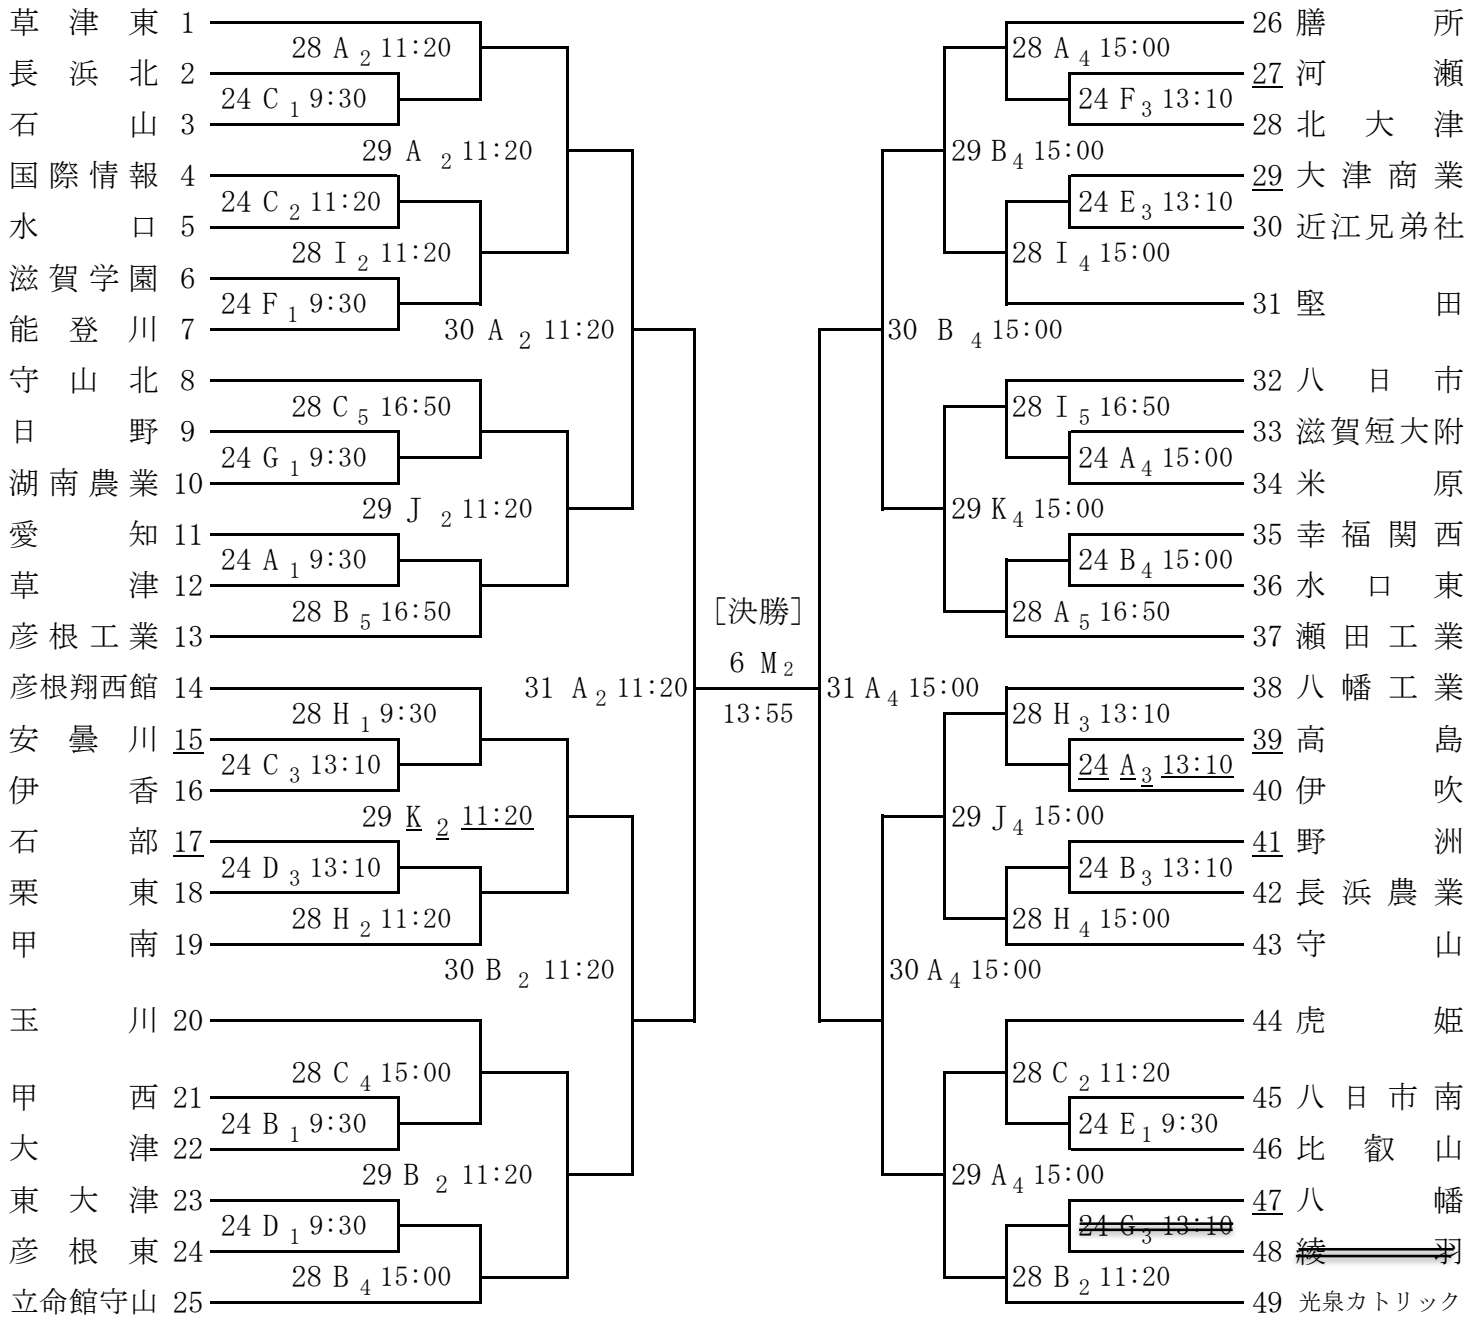 草津東 1
28 A 2 11:20
長浜北 2
24 C 1 9:30
石山 3
29 A 2 11:20
国際情報 4
24 C 2 11:20
水口 5
28 I 2 11:20
滋賀学園 6
24 F 1 9:30
能登川 7
30 A 2 11:20
守山北 8
28 C 5 16:50
日野 9
24 G 1 9:30
湖南農業 10
29 J 2 11:20
愛知 11
24 A 1 9:30
草津 12
28 B 5 16:50
彦根工業 13
31 A 2 11:20
彦根翔西館 14
28 H 1 9:30
安曇川 15
24 C 3 13:10
伊香 16
29 K 2 11:20
石部 17
24 D 3 13:10
栗東 18
28 H 2 11:20
甲南 19
30 B 2 11:20
玉川 20
28 C 4 15:00
甲西 21
24 B 1 9:30
大津 22
29 B 2 11:20
東大津 23
24 D 1 9:30
彦根東 24
28 B 4 15:00
立命館守山 25
[決勝]
6 M 2
13:55
26 膳所
28 A 4 15:00
27 河瀬
24 F 3 13:10
28 北大津
29 B 4 15:00
29 大津商業
24 E 3 13:10
30 近江兄弟社
28 I 4 15:00
31 堅田
30 B 4 15:00
32 八日市
28 I 5 16:50
33 滋賀短大附
24 A 4 15:00
34 米原
29 K 4 15:00
35 幸福関西
24 B 4 15:00
36 水口東
28 A 5 16:50
37 瀬田工業
31 A 4 15:00
38 八幡工業
28 H 3 13:10
39 高島
24 A 3 13:10
40 伊吹
29 J 4 15:00
41 野洲
24 B 3 13:10
42 長浜農業
28 H 4 15:00
43 守山
30 A 4 15:00
44 虎姫
28 C 2 11:20
45 八日市南
24 E 1 9:30
46 比叡山
29 A 4 15:00
47 八幡
24 G 3 13:10
48 綾羽
28 B 2 11:20
49 光泉カトリック